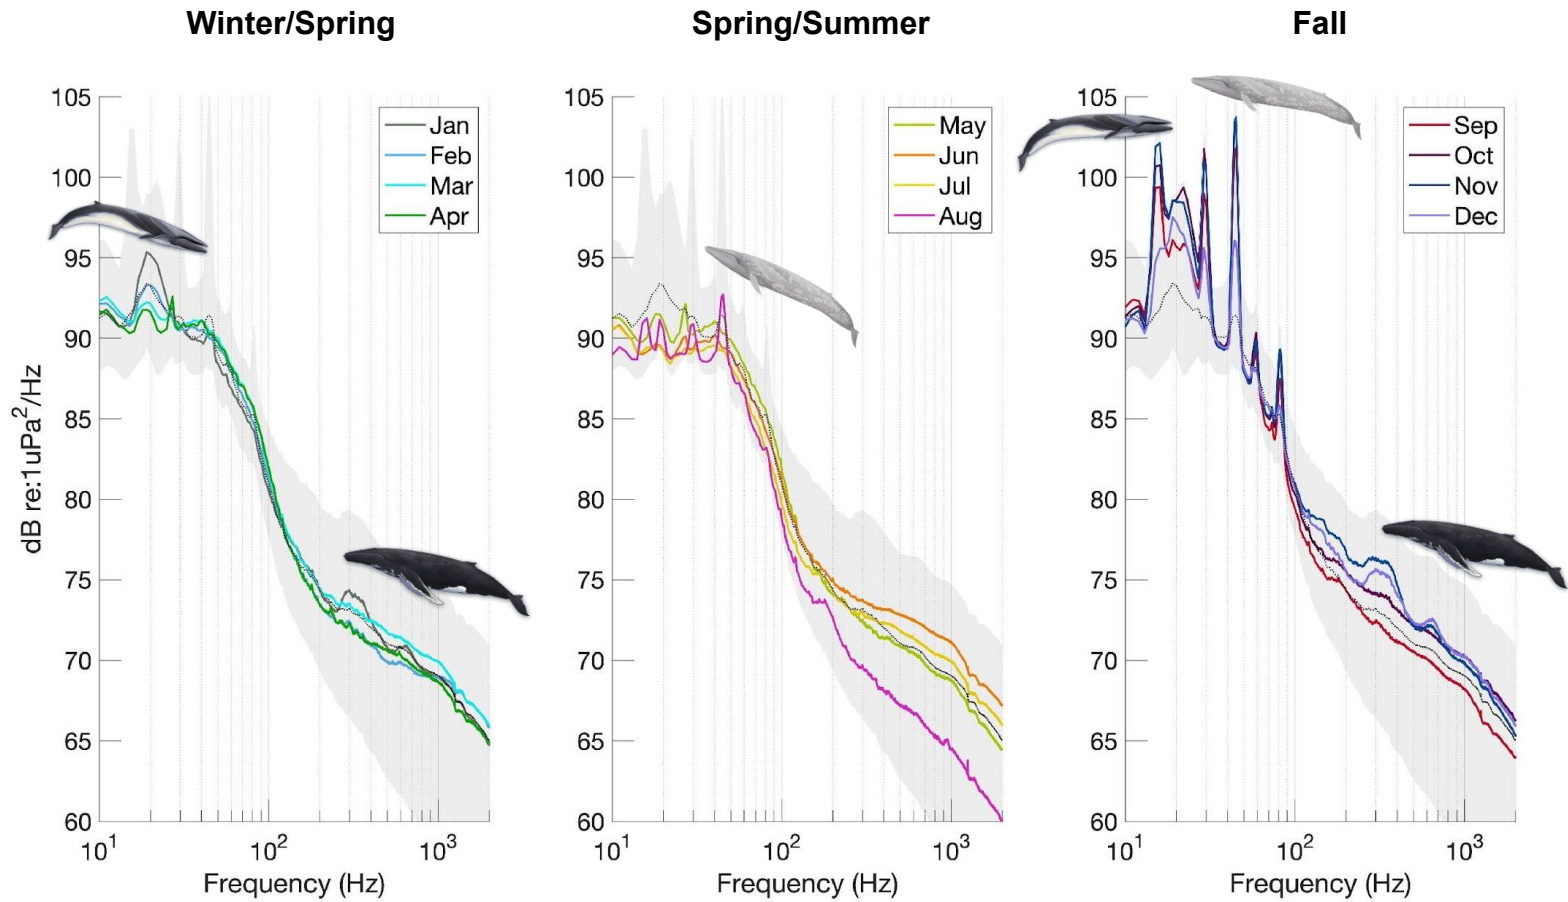 Winter/Spring
Spring/Summer
Fall
dB re:1uPa²/Hz
105
100
95
90
85
80
75
70
65
60
10¹
10²
10³
Frequency (Hz)
Jan
Feb
Mar
Apr
105
100
95
90
85
80
75
70
65
60
10¹
10²
10³
Frequency (Hz)
May
Jun
Jul
Aug
105
100
95
90
85
80
75
70
65
60
10¹
10²
10³
Frequency (Hz)
Sep
Oct
Nov
Dec